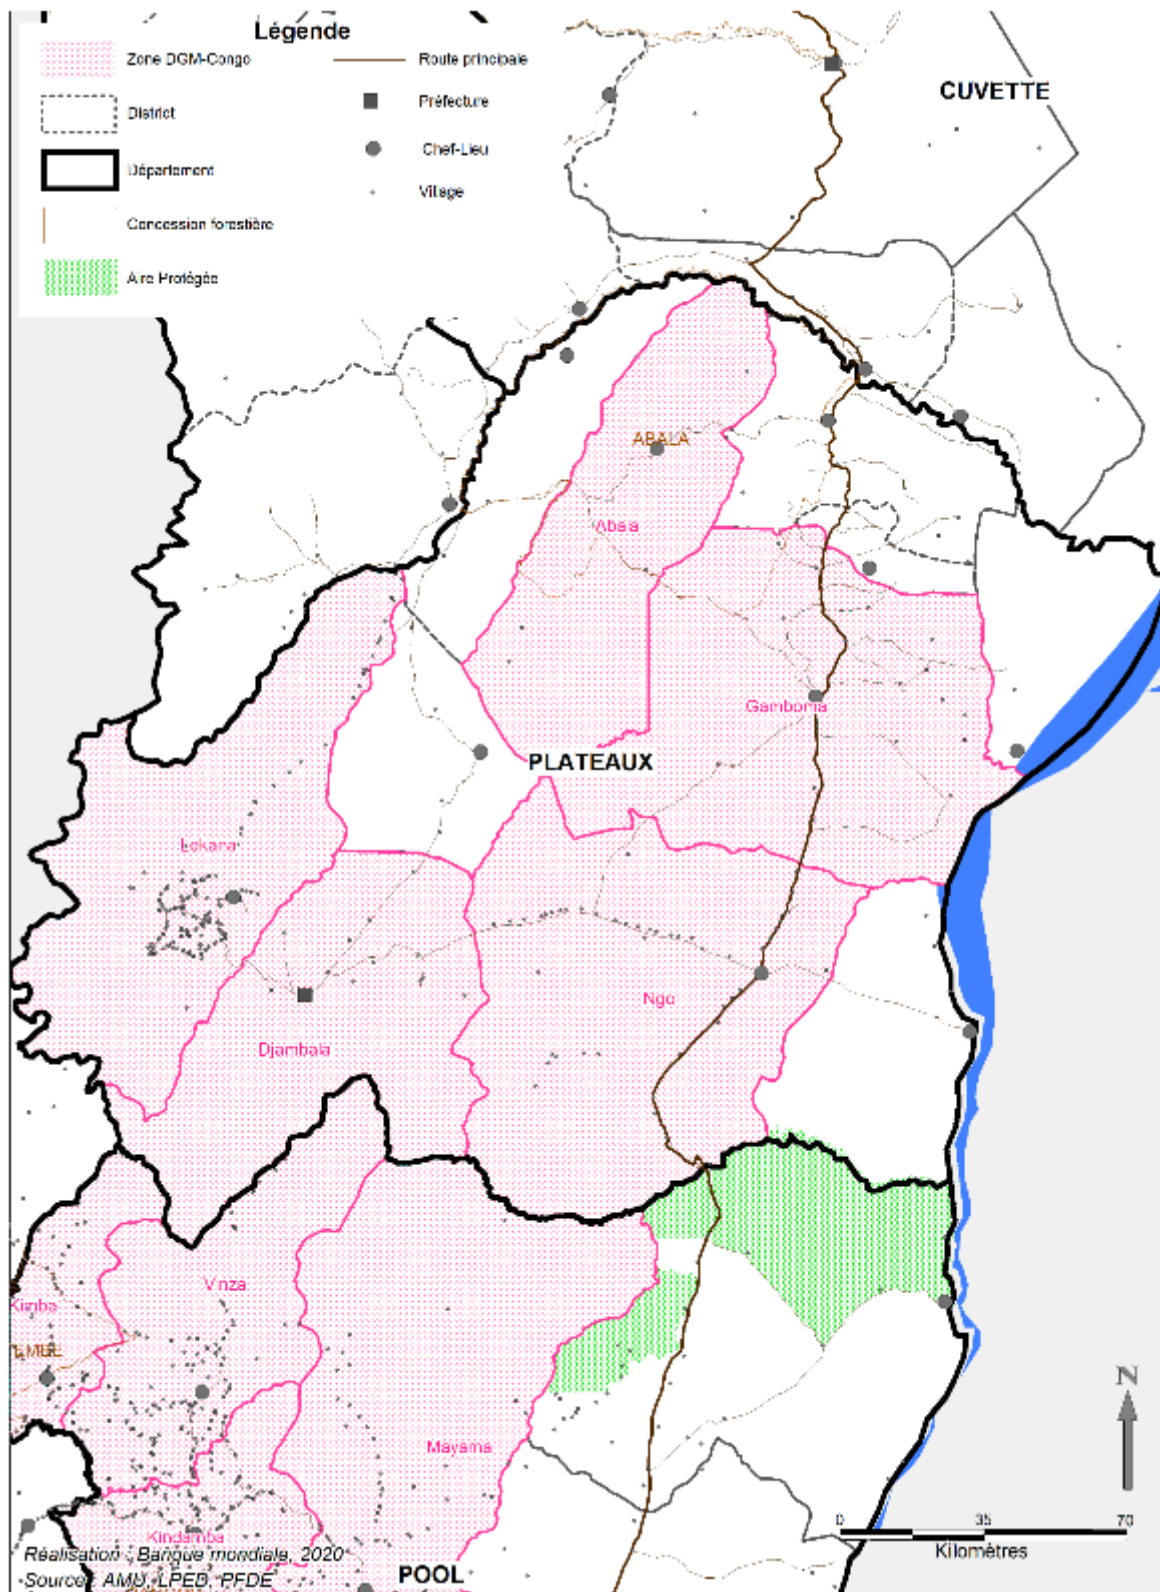 Légende
Zone DGM-Congo
Route principale
District
Préfecture
Département
Chef-Lieu
Village
Concession forestière
Aire Protégée
CUVETTE
ABALA
Abala
Gamboma
PLATEAUX
Lekana
Ngo
Djambala
Vinza
Kimba
EMBE
Mayama
N
0 35 70
Kilomètres
Kindamba
Réalisation : Banque mondiale, 2020
Source: AMU, LPED, PFDE
POOL